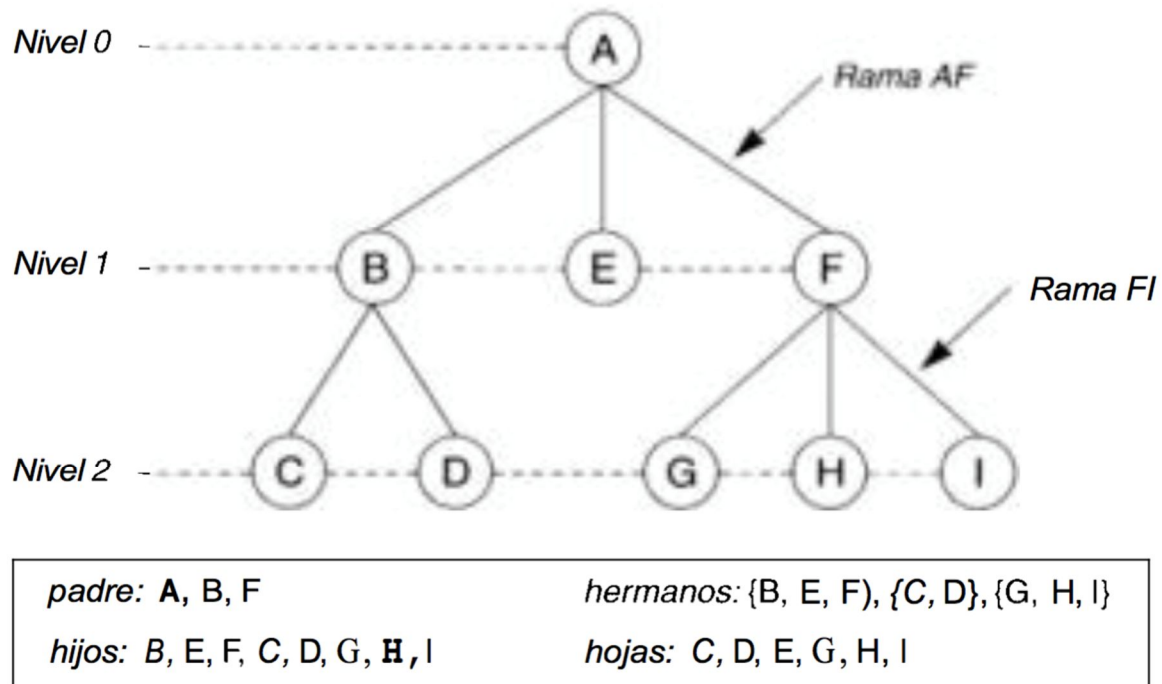 Nivel 0
A
Rama AF
Nivel 1
B
E
F
Rama FI
Nivel 2
C
D
G
H
I
padre: A, B, F
hermanos: {B, E, F), {C, D}, {G, H, I}
hijos: B, E, F, C, D, G, H, I
hojas: C, D, E, G, H, I